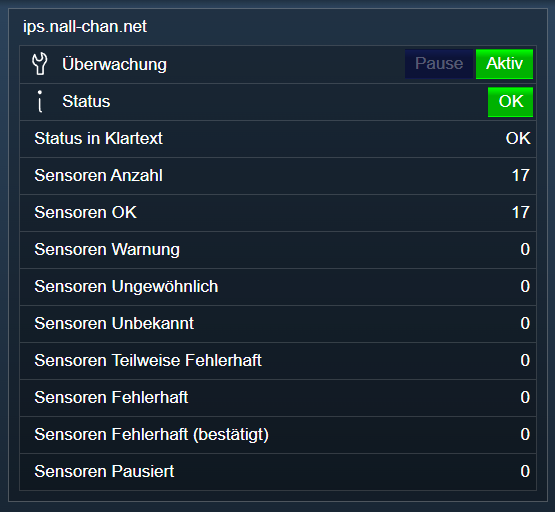 ips.nall-chan.net
Überwachung Pause Aktiv
Status OK
Status in Klartext OK
Sensoren Anzahl 17
Sensoren OK 17
Sensoren Warnung 0
Sensoren Ungewöhnlich 0
Sensoren Unbekannt 0
Sensoren Teilweise Fehlerhaft 0
Sensoren Fehlerhaft 0
Sensoren Fehlerhaft (bestätigt) 0
Sensoren Pausiert 0